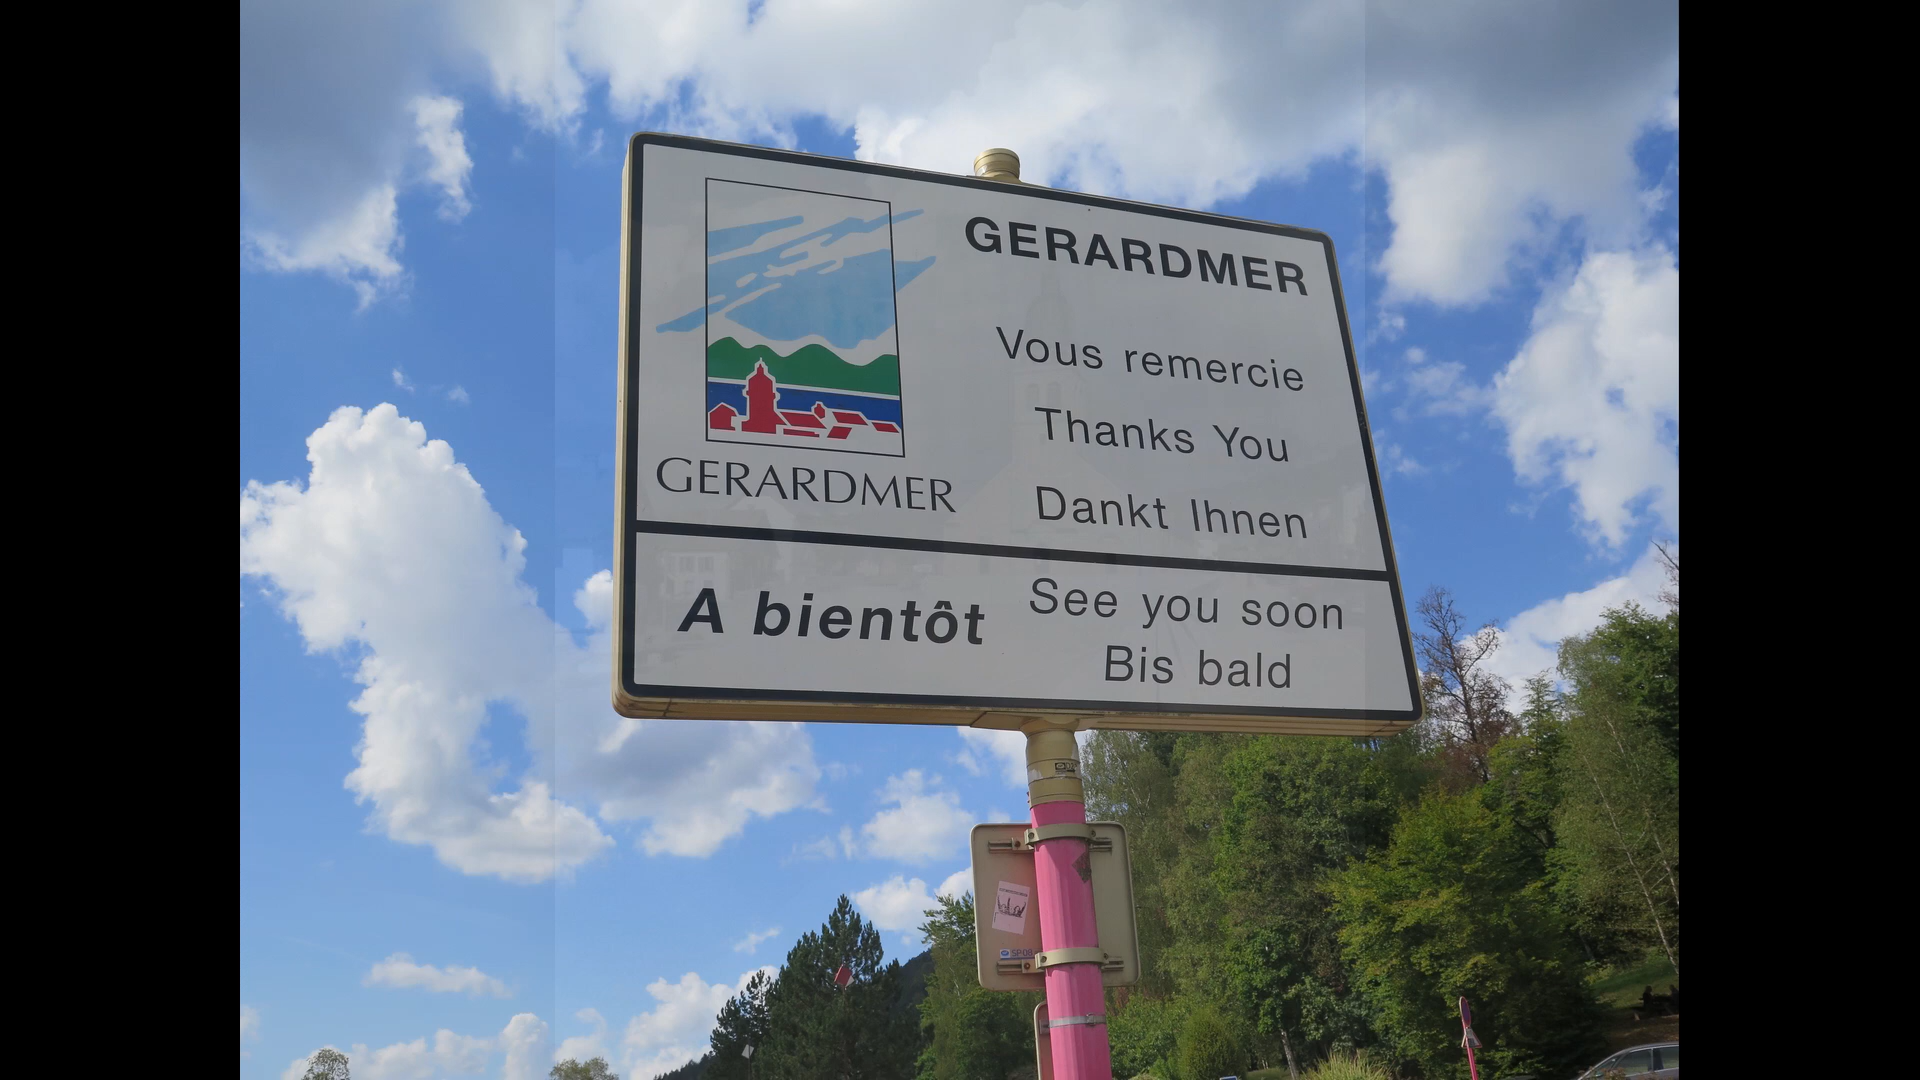 GERARDMER
GERARDMER
Vous remercie
Thanks You
Dankt Ihnen
A bientôt
See you soon
Bis bald